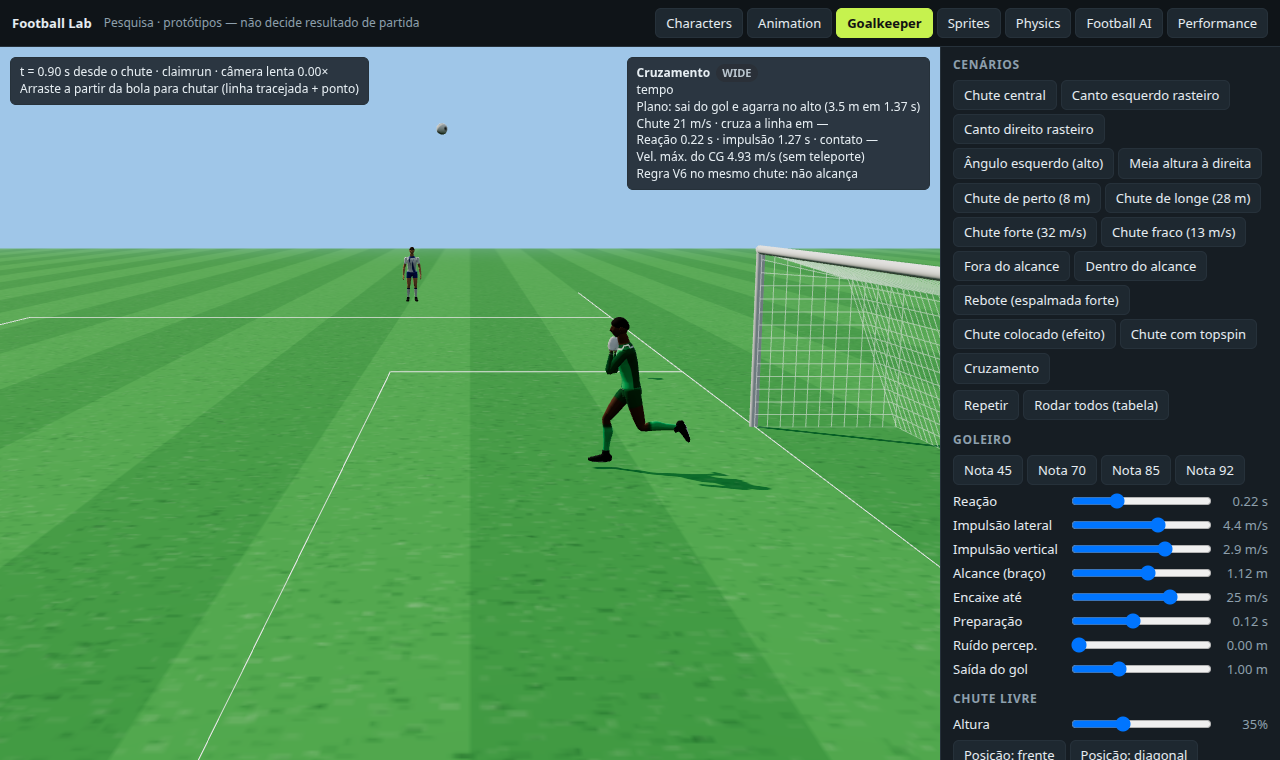 Football Lab Pesquisa · protótipos — não decide resultado de partida
Characters Animation Goalkeeper Sprites Physics Football AI Performance
t = 0.90 s desde o chute · claimrun · câmera lenta 0.00×
Arraste a partir da bola para chutar (linha tracejada + ponto)
Cruzamento WIDE
tempo
Plano: sai do gol e agarra no alto (3.5 m em 1.37 s)
Chute 21 m/s · cruza a linha em —
Reação 0.22 s · impulsão 1.27 s · contato —
Vel. máx. do CG 4.93 m/s (sem teleporte)
Regra V6 no mesmo chute: não alcança
CENÁRIOS
Chute central Canto esquerdo rasteiro
Canto direito rasteiro
Ângulo esquerdo (alto) Meia altura à direita
Chute de perto (8 m) Chute de longe (28 m)
Chute forte (32 m/s) Chute fraco (13 m/s)
Fora do alcance Dentro do alcance
Rebote (espalmada forte)
Chute colocado (efeito) Chute com topspin
Cruzamento
Repetir Rodar todos (tabela)
GOLEIRO
Nota 45 Nota 70 Nota 85 Nota 92
Reação 0.22 s
Impulsão lateral 4.4 m/s
Impulsão vertical 2.9 m/s
Alcance (braço) 1.12 m
Encaixe até 25 m/s
Preparação 0.12 s
Ruído percep. 0.00 m
Saída do gol 1.00 m
CHUTE LIVRE
Altura 35%
Posição: frente Posição: diagonal